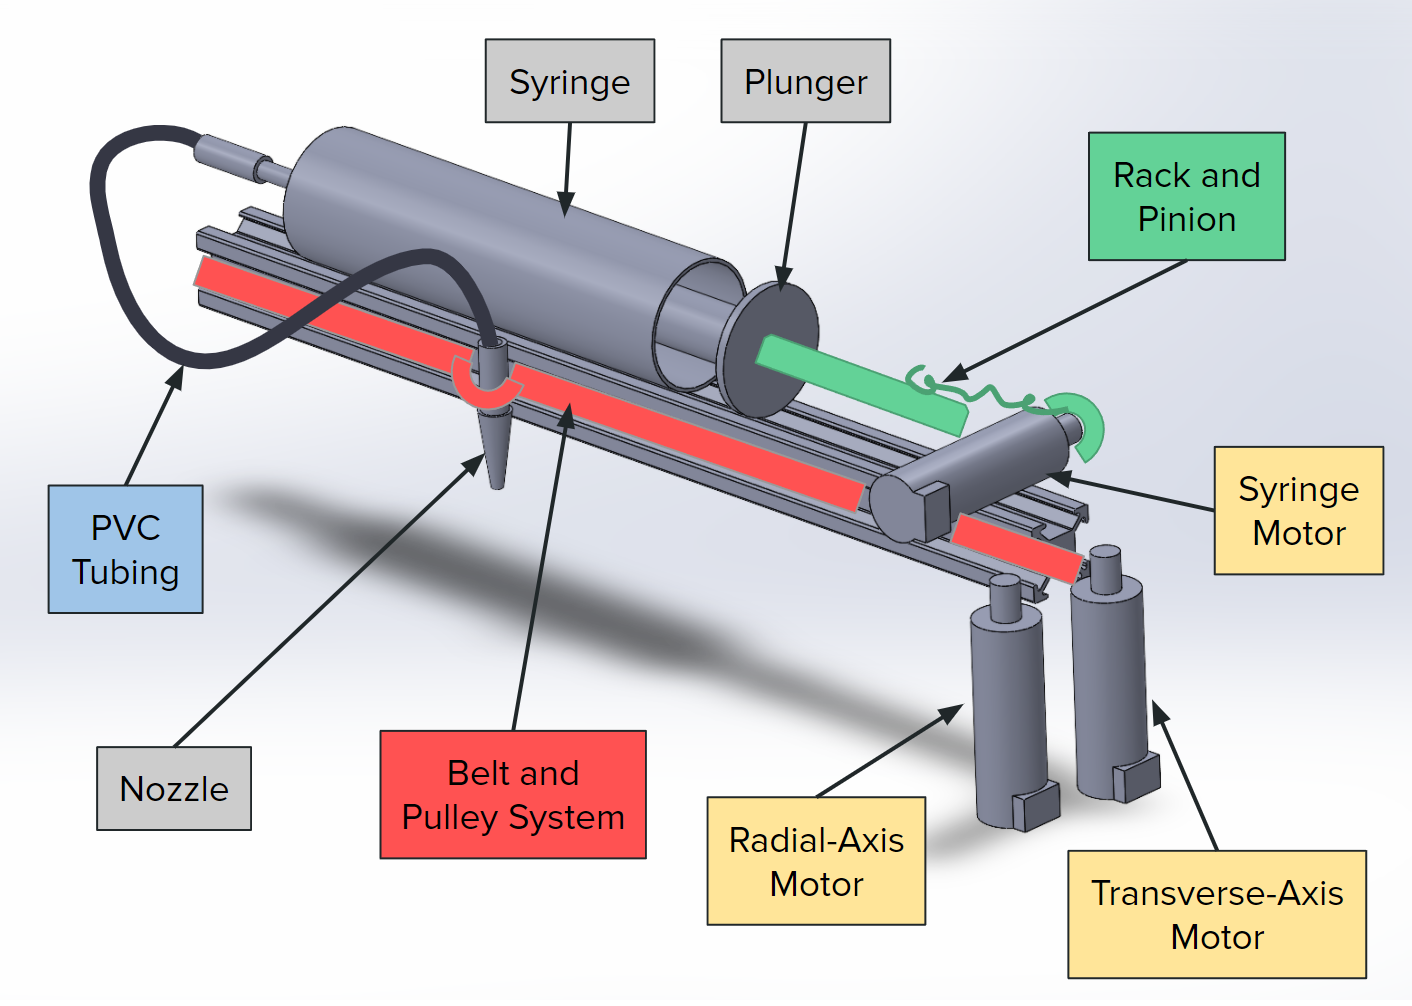 Syringe
Plunger
Rack and
Pinion
Syringe
Motor
PVC
Tubing
Nozzle
Belt and
Pulley System
Radial-Axis
Motor
Transverse-Axis
Motor